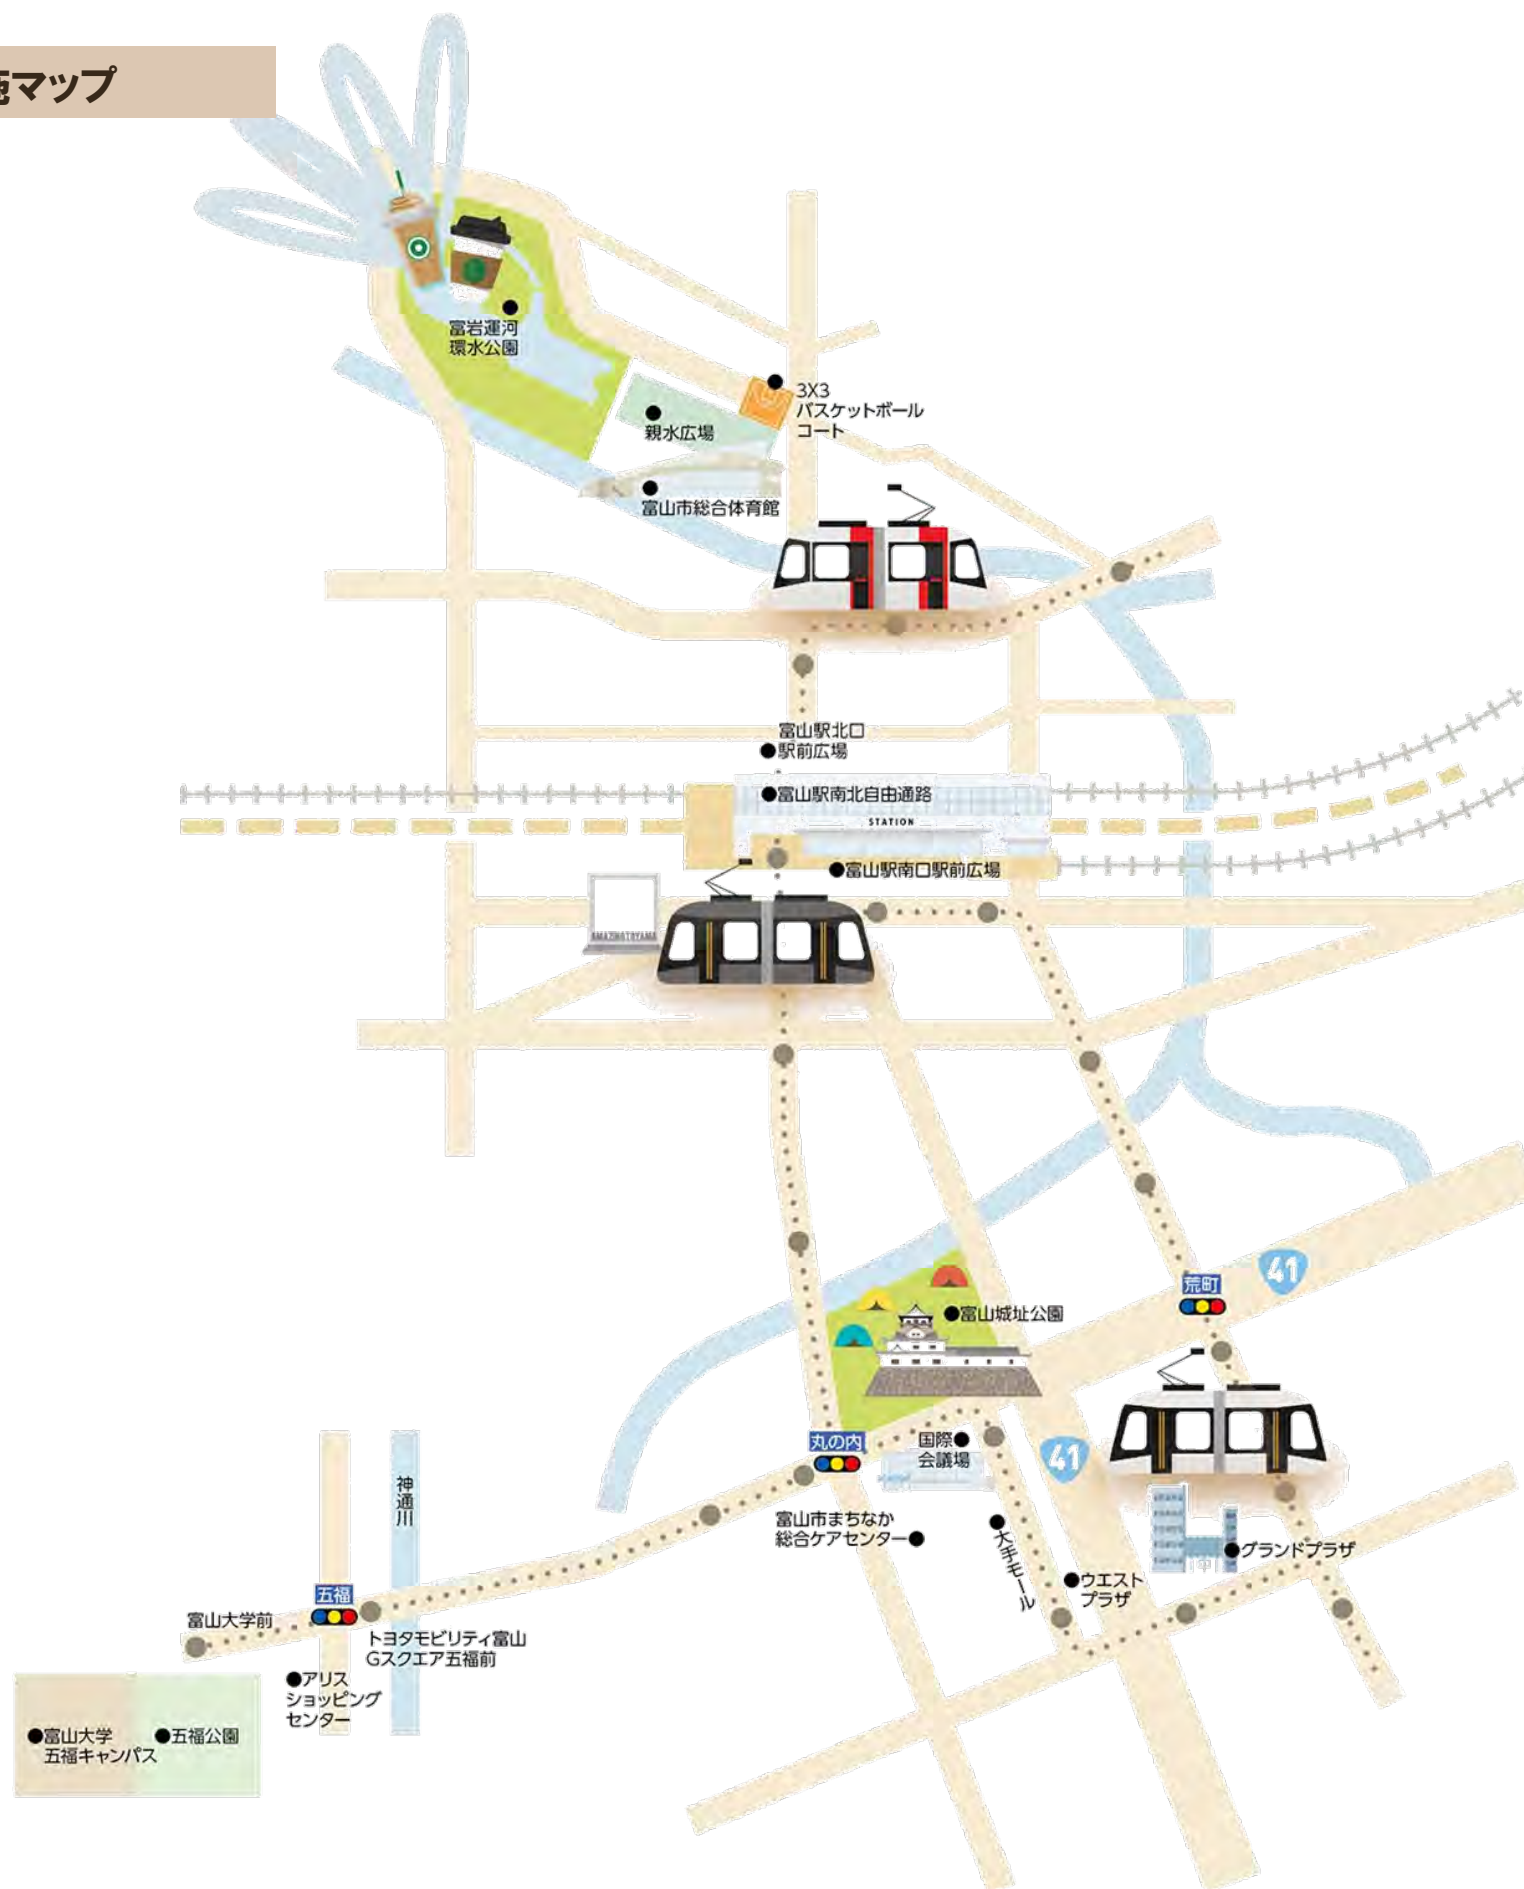 施マップ
富岩運河
環水公園
3X3
バスケットボール
コート
親水広場
富山市総合体育館
富山駅北口
駅前広場
富山駅南北自由通路
STATION
富山駅南口駅前広場
AMAZINGTOYAMA
41
荒町
富山城址公園
丸の内
国際
会議場
41
神通川
富山市まちなか
総合ケアセンター
大手モール
グランドプラザ
ウエスト
プラザ
五福
富山大学前
トヨタモビリティ富山
Gスクエア五福前
アリス
ショッピング
センター
富山大学
五福キャンパス
五福公園